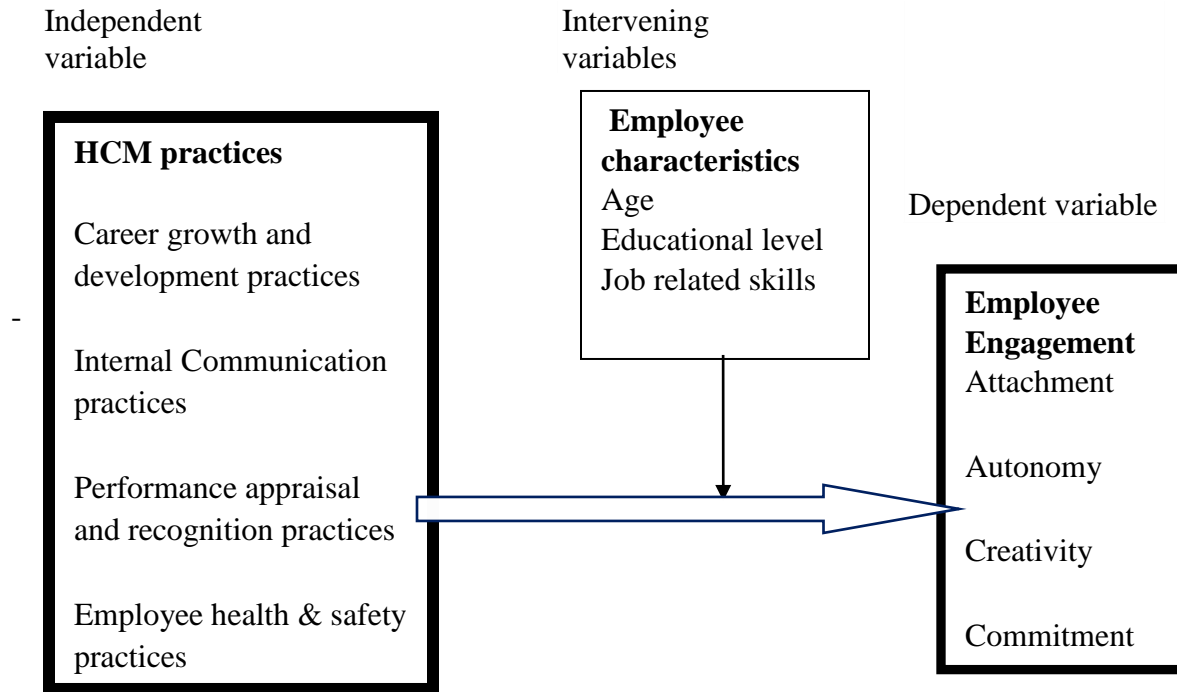 Independent
variable
Intervening
variables
HCM practices
Career growth and
development practices
Internal Communication
practices
Performance appraisal
and recognition practices
Employee health & safety
practices
Employee
characteristics
Age
Educational level
Job related skills
Dependent variable
Employee
Engagement
Attachment
Autonomy
Creativity
Commitment
-